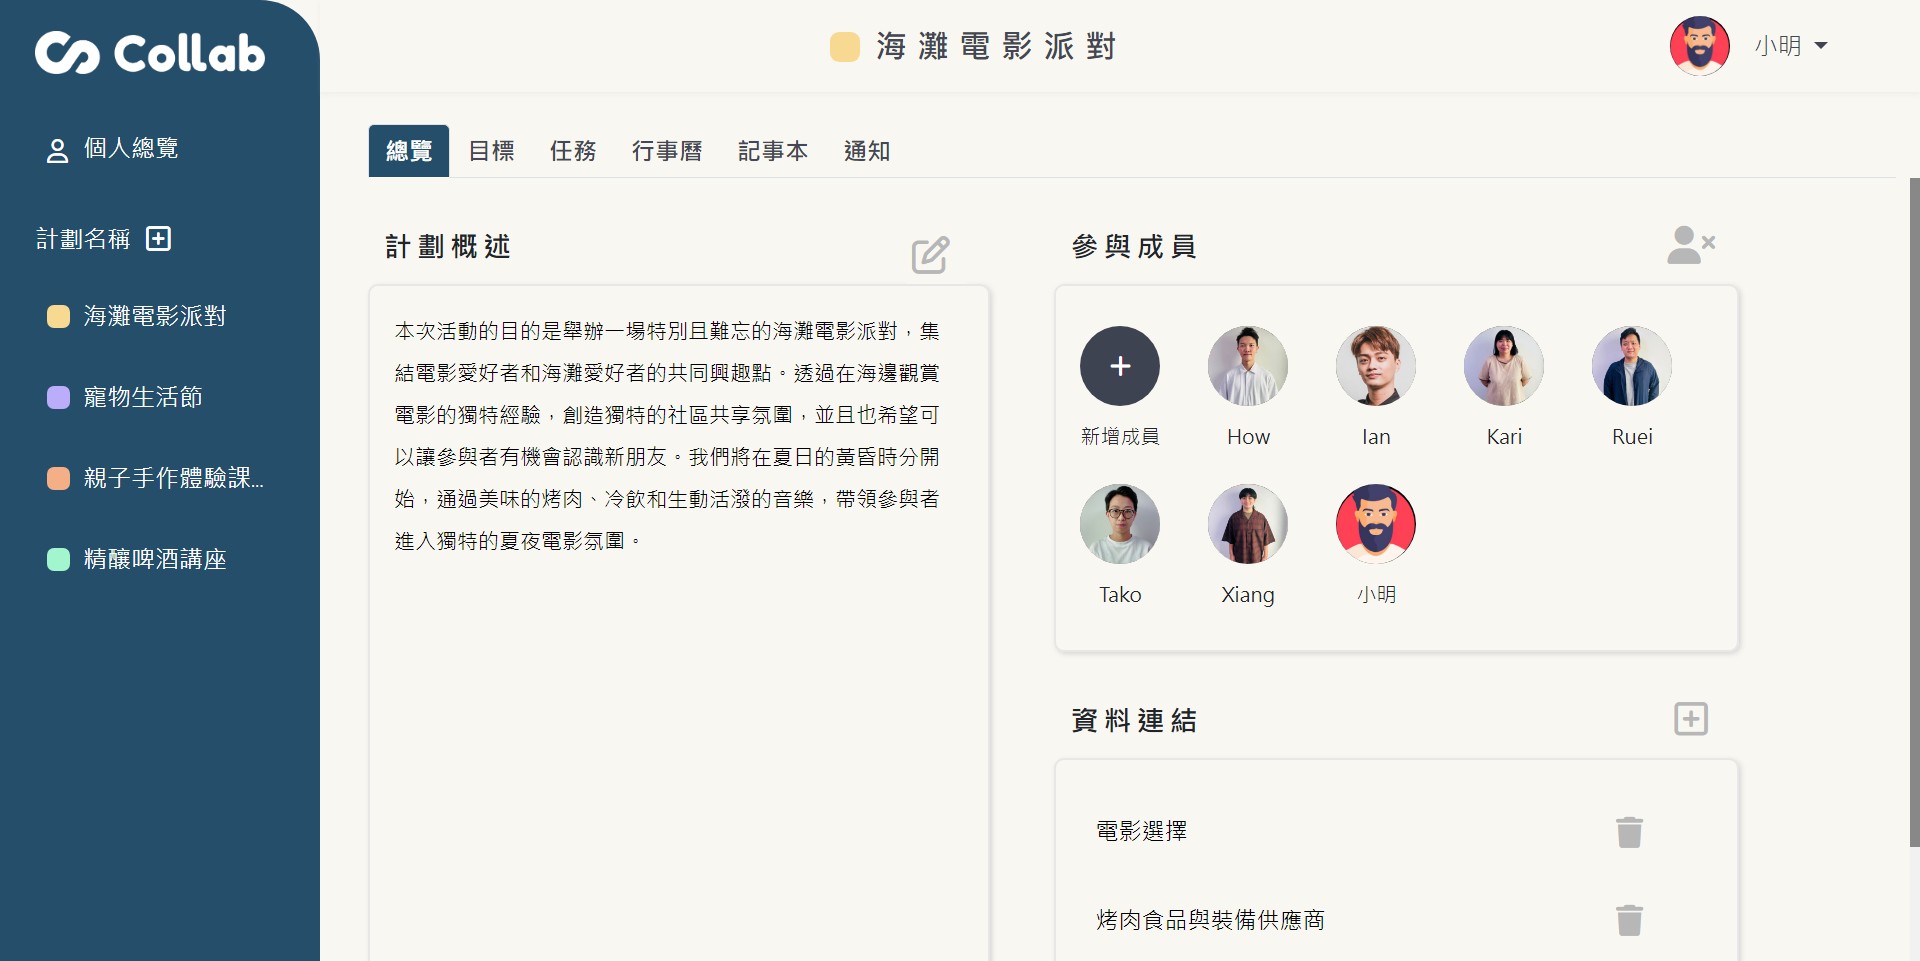 Collab
海灘電影派對
小明
個人總覽
計劃名稱
海灘電影派對
寵物生活節
親子手作體驗課...
精釀啤酒講座
總覽
目標
任務
行事曆
記事本
通知
計劃概述
本次活動的目的是舉辦一場特別且難忘的海灘電影派對，集
結電影愛好者和海灘愛好者的共同興趣點。透過在海邊觀賞
電影的獨特經驗，創造獨特的社區共享氛圍，並且也希望可
以讓參與者有機會認識新朋友。我們將在夏日的黃昏時分開
始，通過美味的烤肉、冷飲和生動活潑的音樂，帶領參與者
進入獨特的夏夜電影氛圍。
參與成員
新增成員
How
Ian
Kari
Ruei
Tako
Xiang
小明
資料連結
電影選擇
烤肉食品與裝備供應商